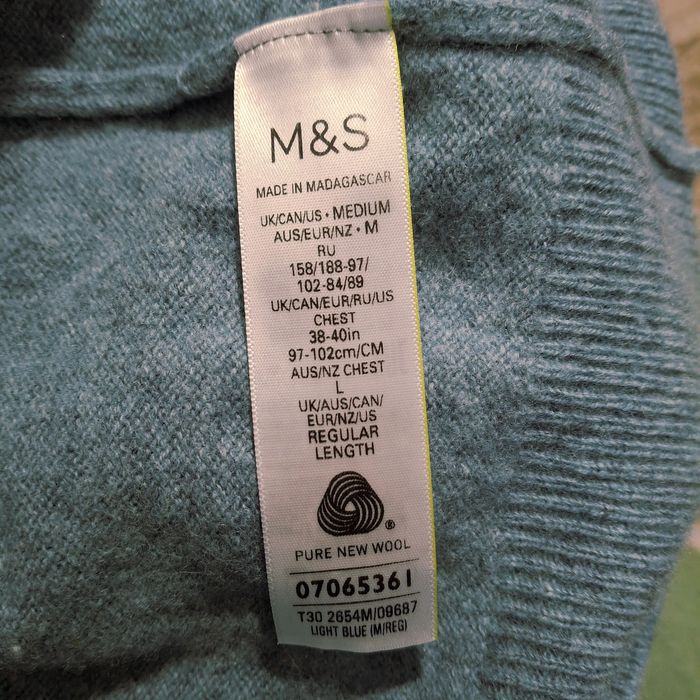 M&S
MADE IN MADAGASCAR
UK/CAN/US • MEDIUM
AUS/EUR/NZ • M
RU
158/188-97/
102-84/89
UK/CAN/EUR/RU/US
CHEST
38-40in
97-102cm/CM
AUS/NZ CHEST
L
UK/AUS/CAN/
EUR/NZ/US
REGULAR
LENGTH
®
PURE NEW WOOL
07065361
T30 2654M/09687
LIGHT BLUE (M/REG)